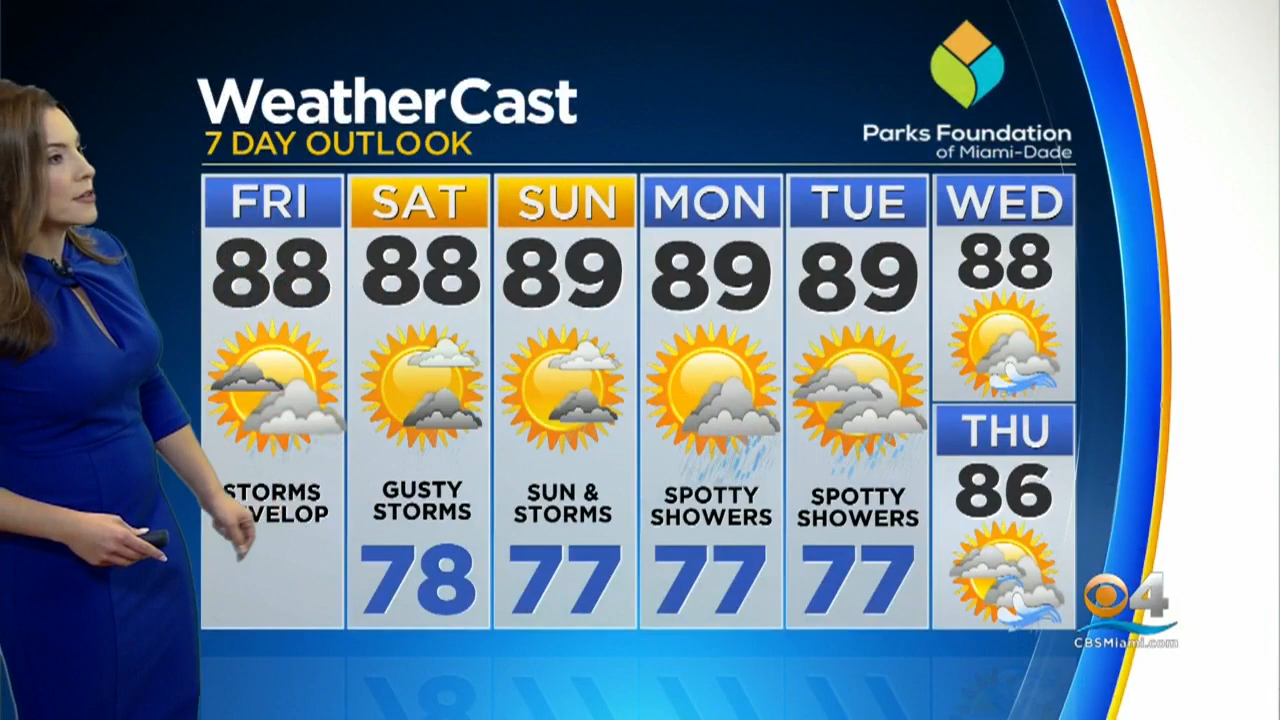 WeatherCast
7 DAY OUTLOOK
Parks Foundation
of Miami-Dade
FRI
88
STORMS
VELOP
SAT
88
GUSTY
STORMS
78
SUN
89
SUN &
STORMS
77
MON
89
SPOTTY
SHOWERS
77
TUE
89
SPOTTY
SHOWERS
77
WED
88
THU
86
4
CBSMiami.com